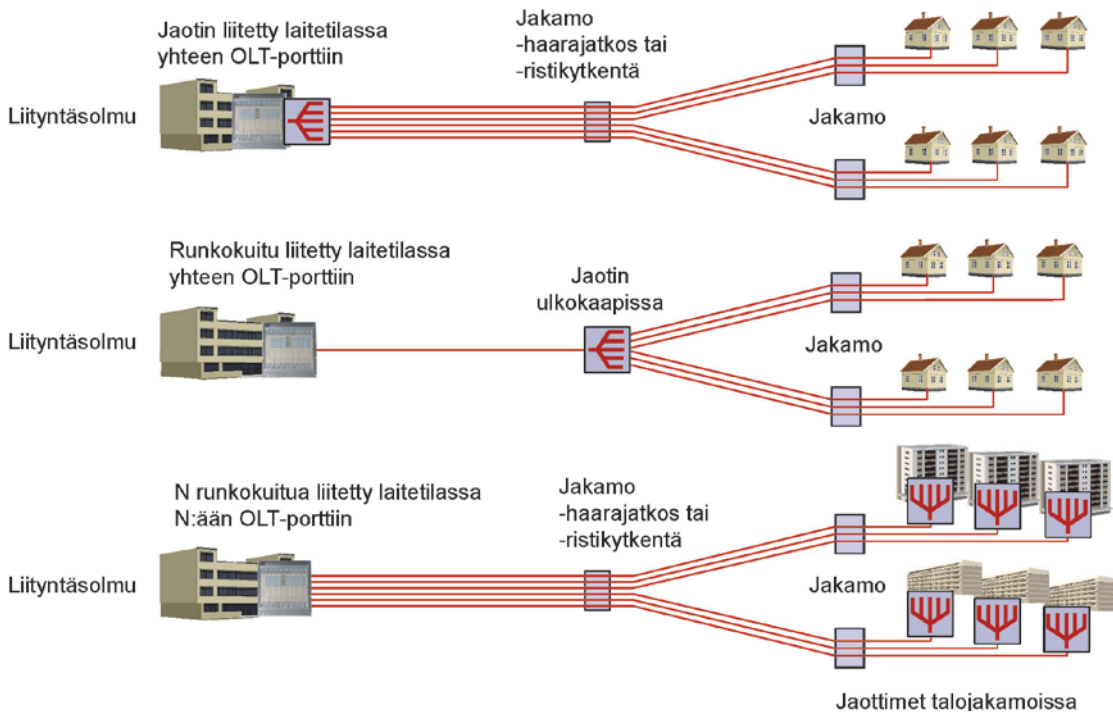 Jaotin liitetty laitetilassa
yhteen OLT-porttiin
Jakamo
-haarajatkos tai
-ristikytkentä
Liityntäsolmu
Jakamo
Runkokuitu liitetty laitetilassa
yhteen OLT-porttiin
Jaotin
ulkokaapissa
Liityntäsolmu
Jakamo
N runkokuitua liitetty laitetilassa
N:ään OLT-porttiin
Jakamo
-haarajatkos tai
-ristikytkentä
Liityntäsolmu
Jakamo
Jaottimet talojakamoissa